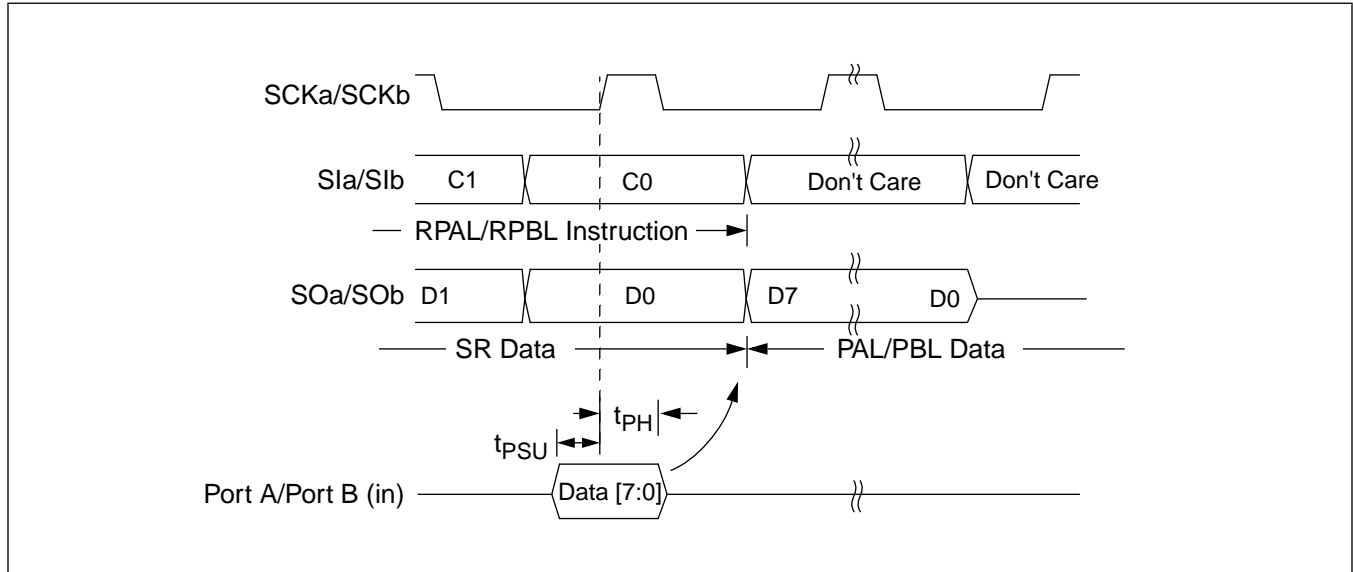 SCKa/SCKb
SIa/SIb C1 C0 Don't Care Don't Care
RPAL/RPBL Instruction
SOa/SOb D1 D0 D7 D0
SR Data PAL/PBL Data
tPH
tPSU
Port A/Port B (in) Data [7:0]